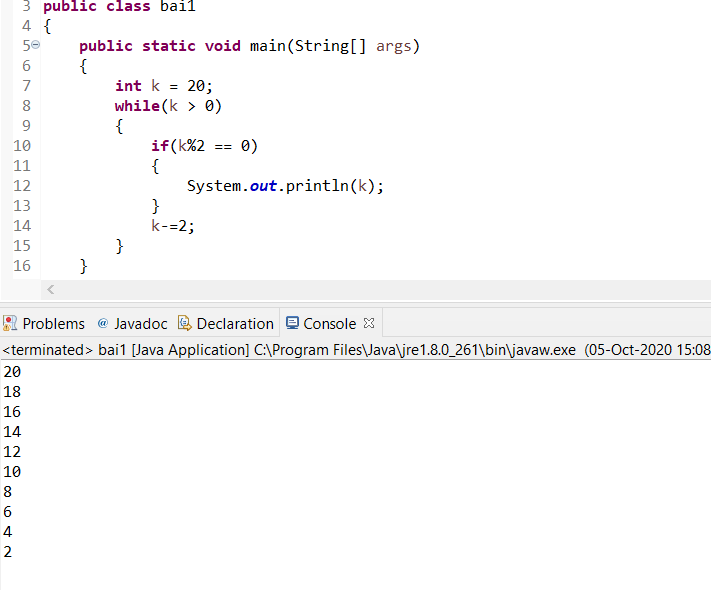 3 public class bai1
4 {
5 public static void main(String[] args)
6 {
7 int k = 20;
8 while(k > 0)
9 {
10 if(k%2 == 0)
11 {
12 System.out.println(k);
13 }
14 k-=2;
15 }
16 }
Problems @ Javadoc Declaration Console
<terminated> bai1 [Java Application] C:\Program Files\Java\jre1.8.0_261\bin\javaw.exe (05-Oct-2020 15:08
20
18
16
14
12
10
8
6
4
2